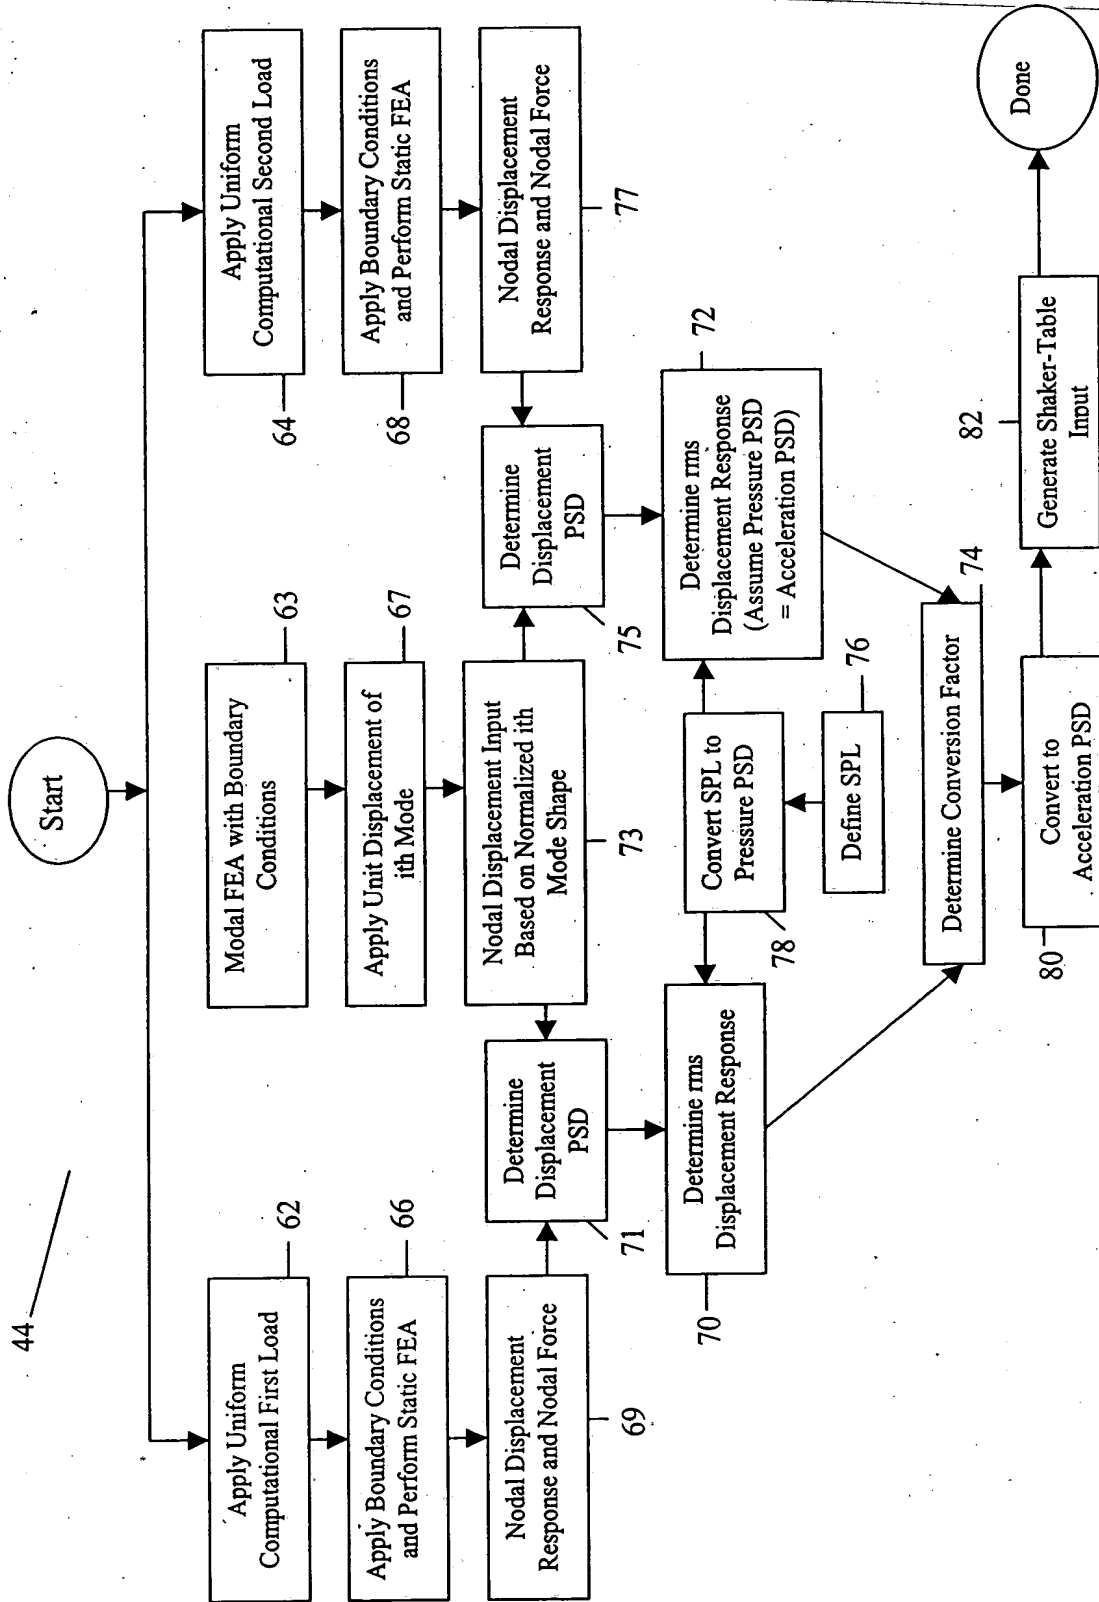 44
Start
Apply Uniform
Computational First Load
62
Modal FEA with Boundary
Conditions
63
Apply Uniform
Computational Second Load
64
Apply Boundary Conditions
and Perform Static FEA
66
Apply Unit Displacement of
ith Mode
67
Apply Boundary Conditions
and Perform Static FEA
68
Nodal Displacement
Response and Nodal Force
69
Determine
Displacement
PSD
71
Nodal Displacement Input
Based on Normalized ith
Mode Shape
73
Determine
Displacement
PSD
75
Nodal Displacement
Response and Nodal Force
77
Determine rms
Displacement Response
70
Convert SPL to
Pressure PSD
78
Define SPL
76
Determine rms
Displacement Response
(Assume Pressure PSD
= Acceleration PSD)
72
Determine Conversion Factor
74
Convert to
Acceleration PSD
80
Generate Shaker-Table
Input
82
Done